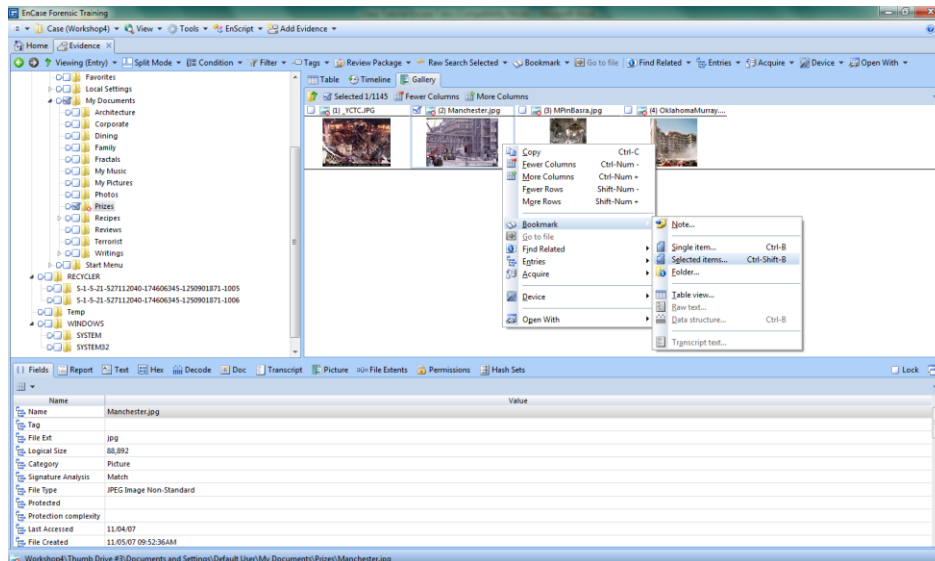 EnCase Forensic Training
Case (Workshop4) View Tools EnScript Add Evidence
Home Evidence
Viewing (Entry) Split Mode Condition Filter Tags Review Package Raw Search Selected Bookmark Go to file Find Related Entries Acquire Device Open With
Favorites
Local Settings
My Documents
Architecture
Corporate
Dining
Family
Fractals
My Music
My Pictures
Photos
Prizes
Recipes
Reviews
Terrorist
Writings
Start Menu
RECYCLER
S-1-5-21-527112040-174606345-1250901871-1005
S-1-5-21-527112040-174606345-1250901871-1006
Temp
WINDOWS
SYSTEM
SYSTEM32
Table Timeline Gallery
Selected 1/1145 Fewer Columns More Columns
(1) _YCTC.JPG (2) Manchester.jpg (3) MPinBasra.jpg (4) OklahomaMurray....
Copy Ctrl-C
Fewer Columns Ctrl-Num -
More Columns Ctrl-Num +
Fewer Rows Shift-Num -
More Rows Shift-Num +
Bookmark
Go to file
Find Related
Entries
Acquire
Device
Open With
Note...
Single item... Ctrl-B
Selected items... Ctrl-Shift-B
Folder...
Table view...
Raw text...
Data structure... Ctrl-B
Transcript text...
Fields Report Text Hex Decode Doc Transcript Picture File Extents Permissions Hash Sets Lock
Name Value
Name Manchester.jpg
Tag
File Ext jpg
Logical Size 88,892
Category Picture
Signature Analysis Match
File Type JPEG Image Non-Standard
Protected
Protection complexity
Last Accessed 11/04/07
File Created 11/05/07 09:52:36AM
Workshop4\Thumb Drive #3\Documents and Settings\Default User\My Documents\Prizes\Manchester.jpg